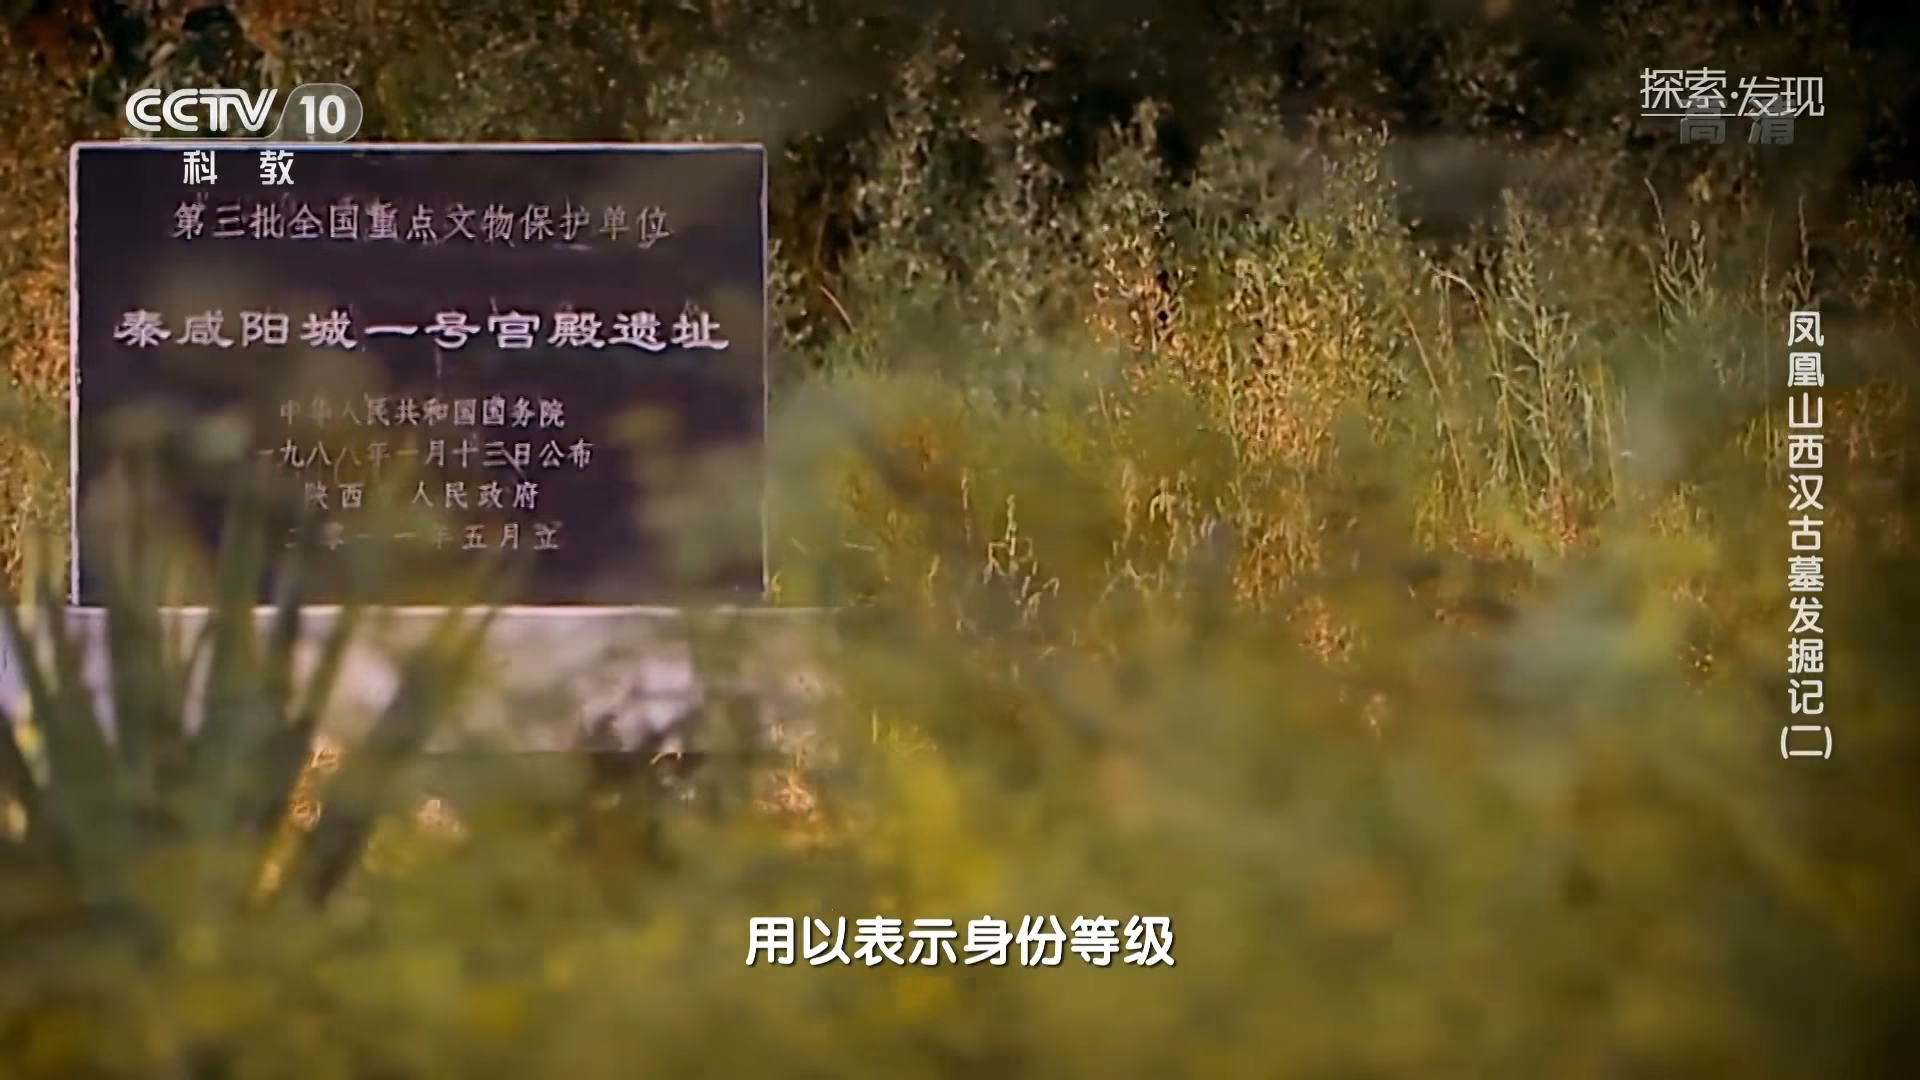 CCTV 10
科 教
探索·发现
高 清
第三批全国重点文物保护单位
秦咸阳城一号宫殿遗址
中华人民共和国国务院
一九八八年一月十三日公布
陕西 人民政府
二零一一年五月立
凤凰山西汉古墓发掘记(二)
用以表示身份等级